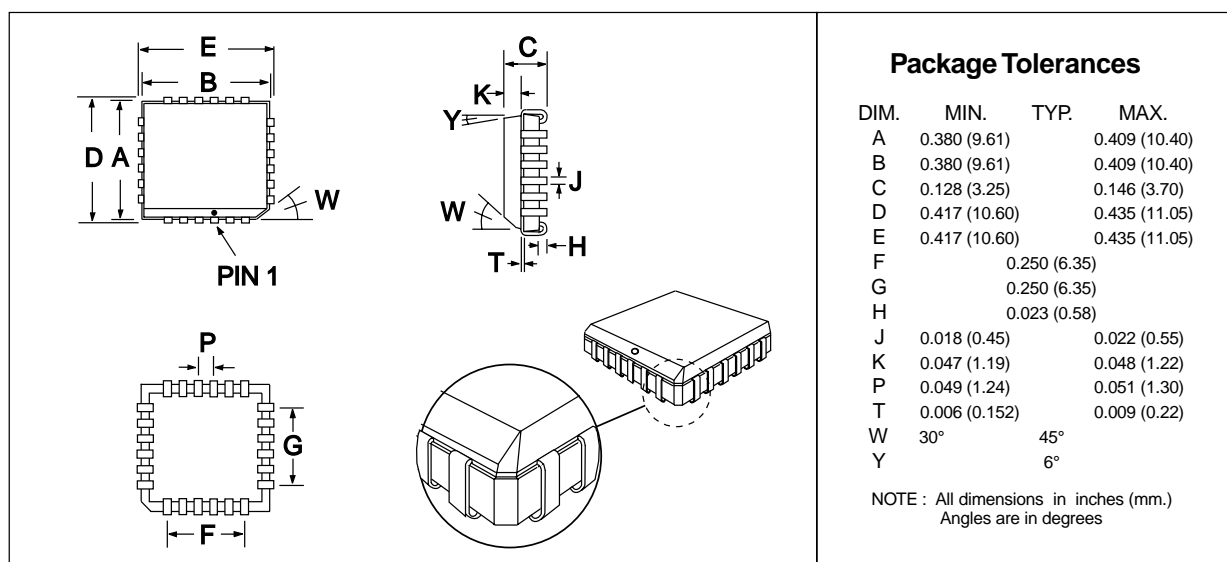 E
B
D
A
W
PIN 1
C
K
Y
J
W
H
T
P
G
F
Package Tolerances
DIM. MIN. TYP. MAX.
A 0.380 (9.61) 0.409 (10.40)
B 0.380 (9.61) 0.409 (10.40)
C 0.128 (3.25) 0.146 (3.70)
D 0.417 (10.60) 0.435 (11.05)
E 0.417 (10.60) 0.435 (11.05)
F 0.250 (6.35)
G 0.250 (6.35)
H 0.023 (0.58)
J 0.018 (0.45) 0.022 (0.55)
K 0.047 (1.19) 0.048 (1.22)
P 0.049 (1.24) 0.051 (1.30)
T 0.006 (0.152) 0.009 (0.22)
W 30° 45°
Y 6°
NOTE : All dimensions in inches (mm.)
Angles are in degrees